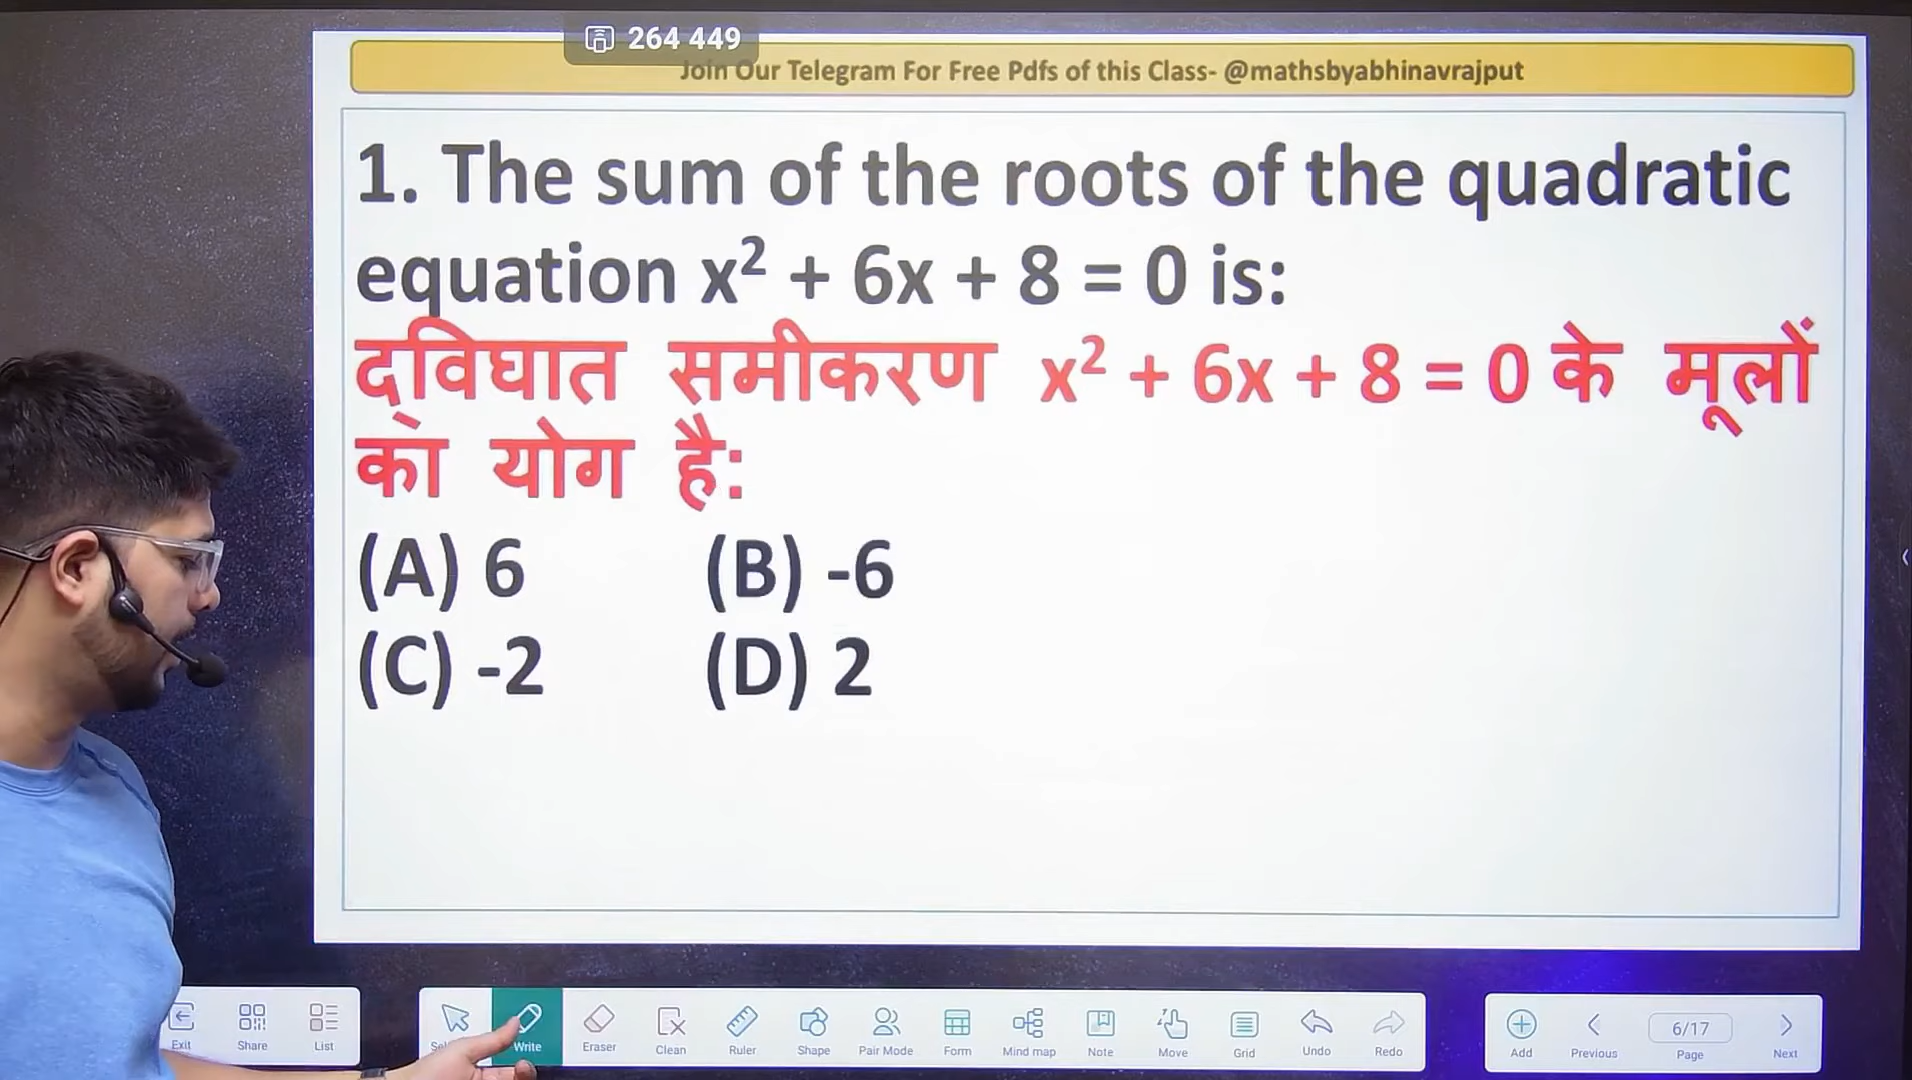 264 449
Join Our Telegram For Free Pdfs of this Class- @mathsbyabhinavrajput
1. The sum of the roots of the quadratic
equation x² + 6x + 8 = 0 is:
द्विघात समीकरण x² + 6x + 8 = 0 के मूलों
का योग है:
(A) 6 (B) -6
(C) -2 (D) 2
Exit Share List Write Eraser Clean Ruler Shape Pair Mode Form Mind map Note Move Grid Undo Redo Add Previous 6/17 Page Next